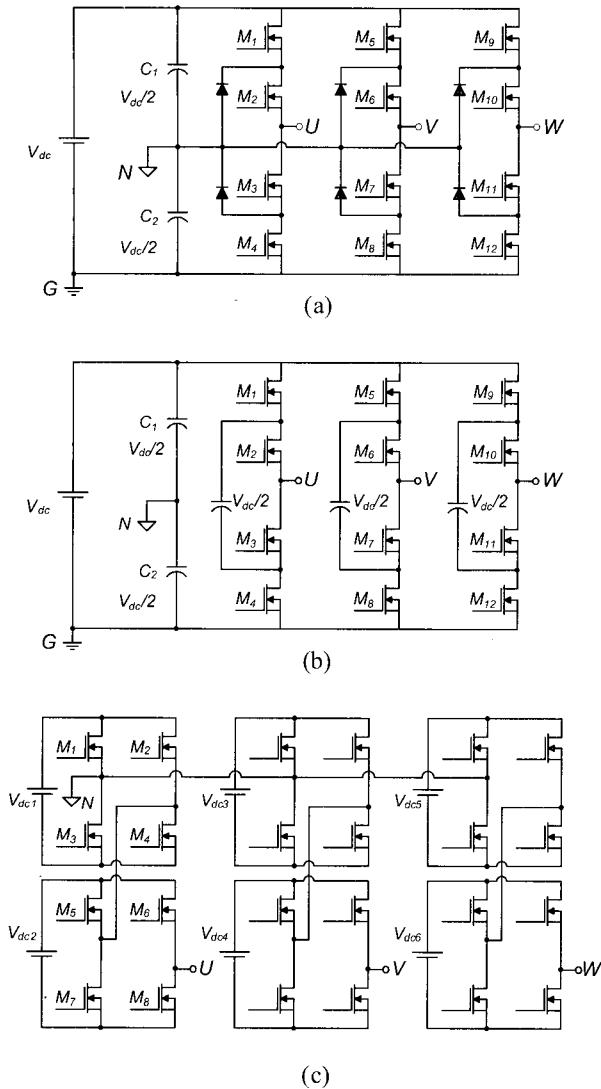 M1 M5 M9
C1
Vdc/2 M2 M6 M10
U V W
Vdc
N
M3 M7 M11
C2
Vdc/2 M4 M8 M12
G
(a)
M1 M5 M9
C1
Vdc/2 M2 M6 M10
U V W
Vdc Vdc/2 Vdc/2 Vdc/2
N
M3 M7 M11
C2
Vdc/2 M4 M8 M12
G
(b)
M1 M2
Vdc1 N Vdc3 Vdc5
M3 M4
M5 M6
Vdc2 Vdc4 Vdc6
U V W
M7 M8
(c)